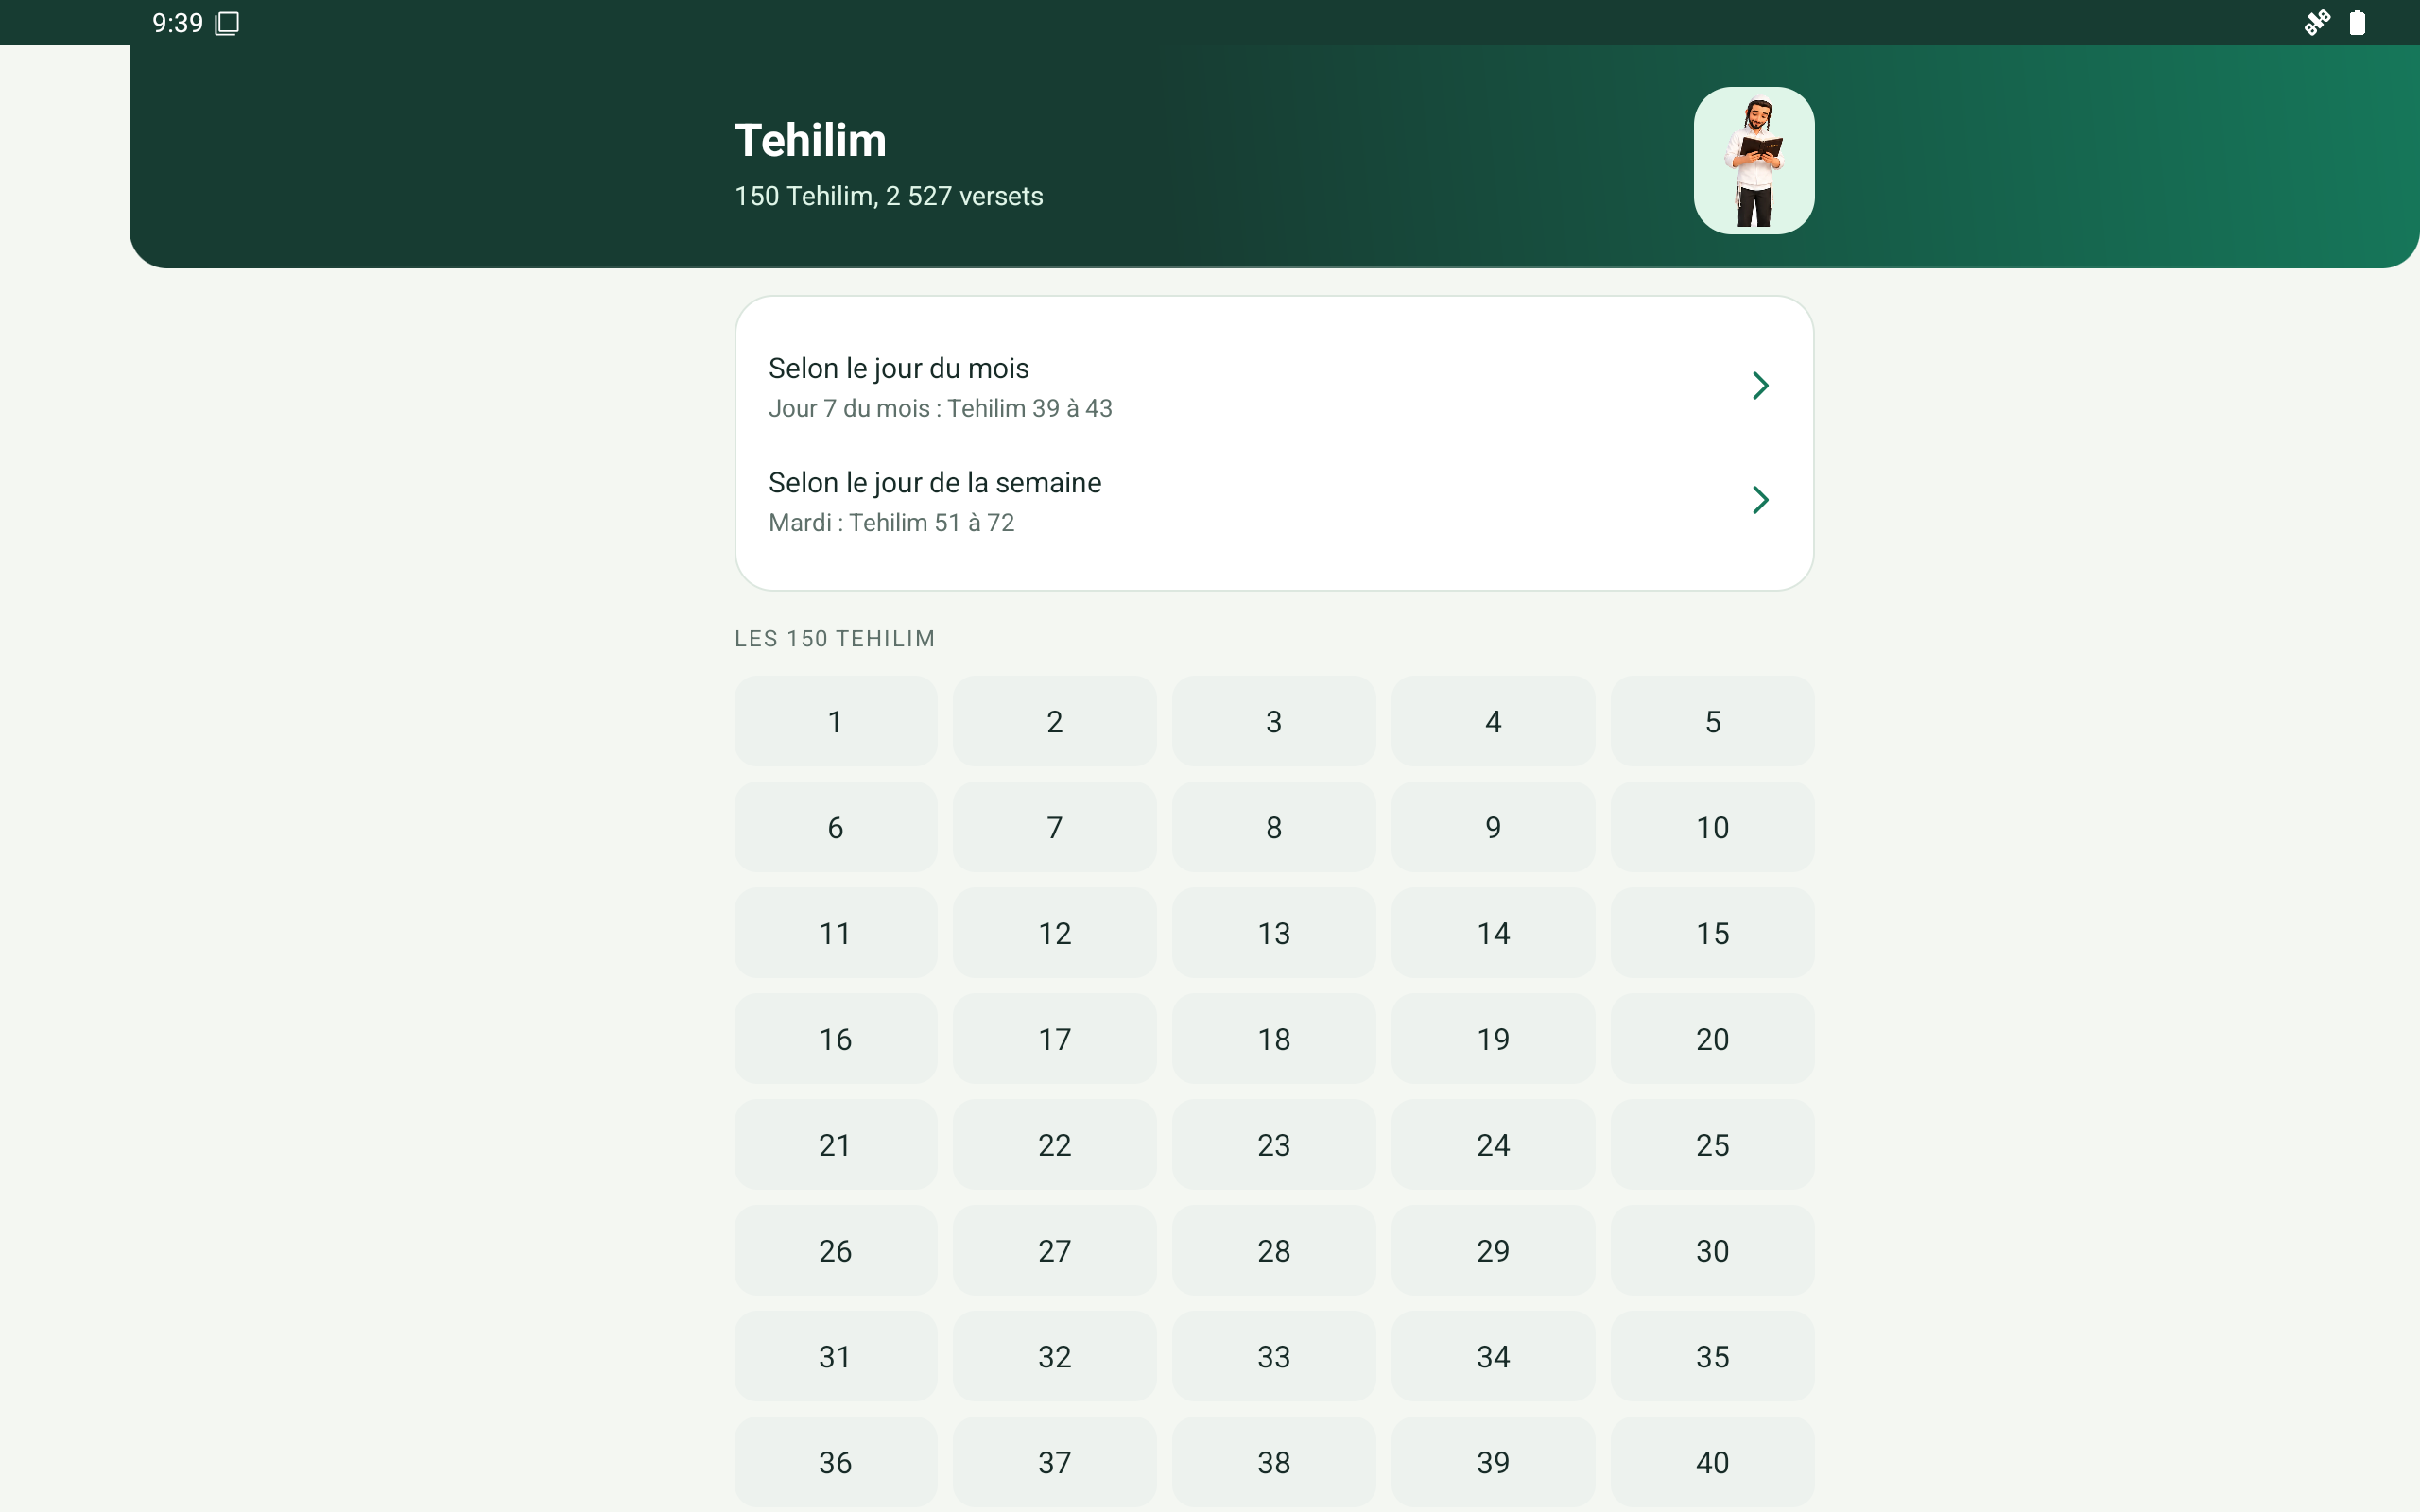 9:39
Tehilim
150 Tehilim, 2 527 versets
Selon le jour du mois
Jour 7 du mois : Tehilim 39 à 43
Selon le jour de la semaine
Mardi : Tehilim 51 à 72
LES 150 TEHILIM
1 2 3 4 5
6 7 8 9 10
11 12 13 14 15
16 17 18 19 20
21 22 23 24 25
26 27 28 29 30
31 32 33 34 35
36 37 38 39 40